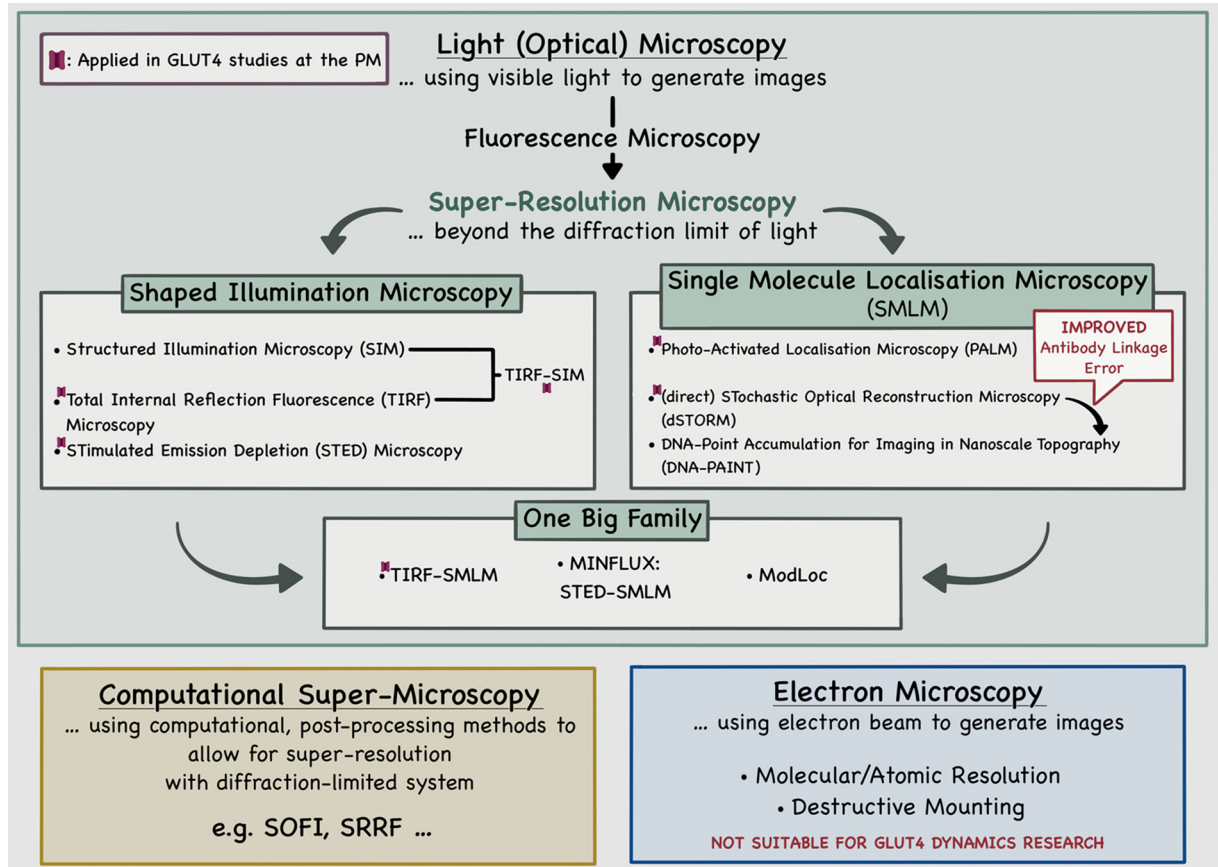 : Applied in GLUT4 studies at the PM
Light (Optical) Microscopy
... using visible light to generate images
Fluorescence Microscopy
Super-Resolution Microscopy
... beyond the diffraction limit of light
Shaped Illumination Microscopy
• Structured Illumination Microscopy (SIM)
TIRF-SIM
• Total Internal Reflection Fluorescence (TIRF)
Microscopy
• STimulated Emission Depletion (STED) Microscopy
Single Molecule Localisation Microscopy
(SMLM)
IMPROVED
Antibody Linkage
Error
• Photo-Activated Localisation Microscopy (PALM)
• (direct) STochastic Optical Reconstruction Microscopy
(dSTORM)
• DNA-Point Accumulation for Imaging in Nanoscale Topography
(DNA-PAINT)
One Big Family
• TIRF-SMLM
• MINFLUX:
STED-SMLM
• ModLoc
Computational Super-Microscopy
... using computational, post-processing methods to
allow for super-resolution
with diffraction-limited system
e.g. SOFI, SRRF ...
Electron Microscopy
... using electron beam to generate images
• Molecular/Atomic Resolution
• Destructive Mounting
NOT SUITABLE FOR GLUT4 DYNAMICS RESEARCH